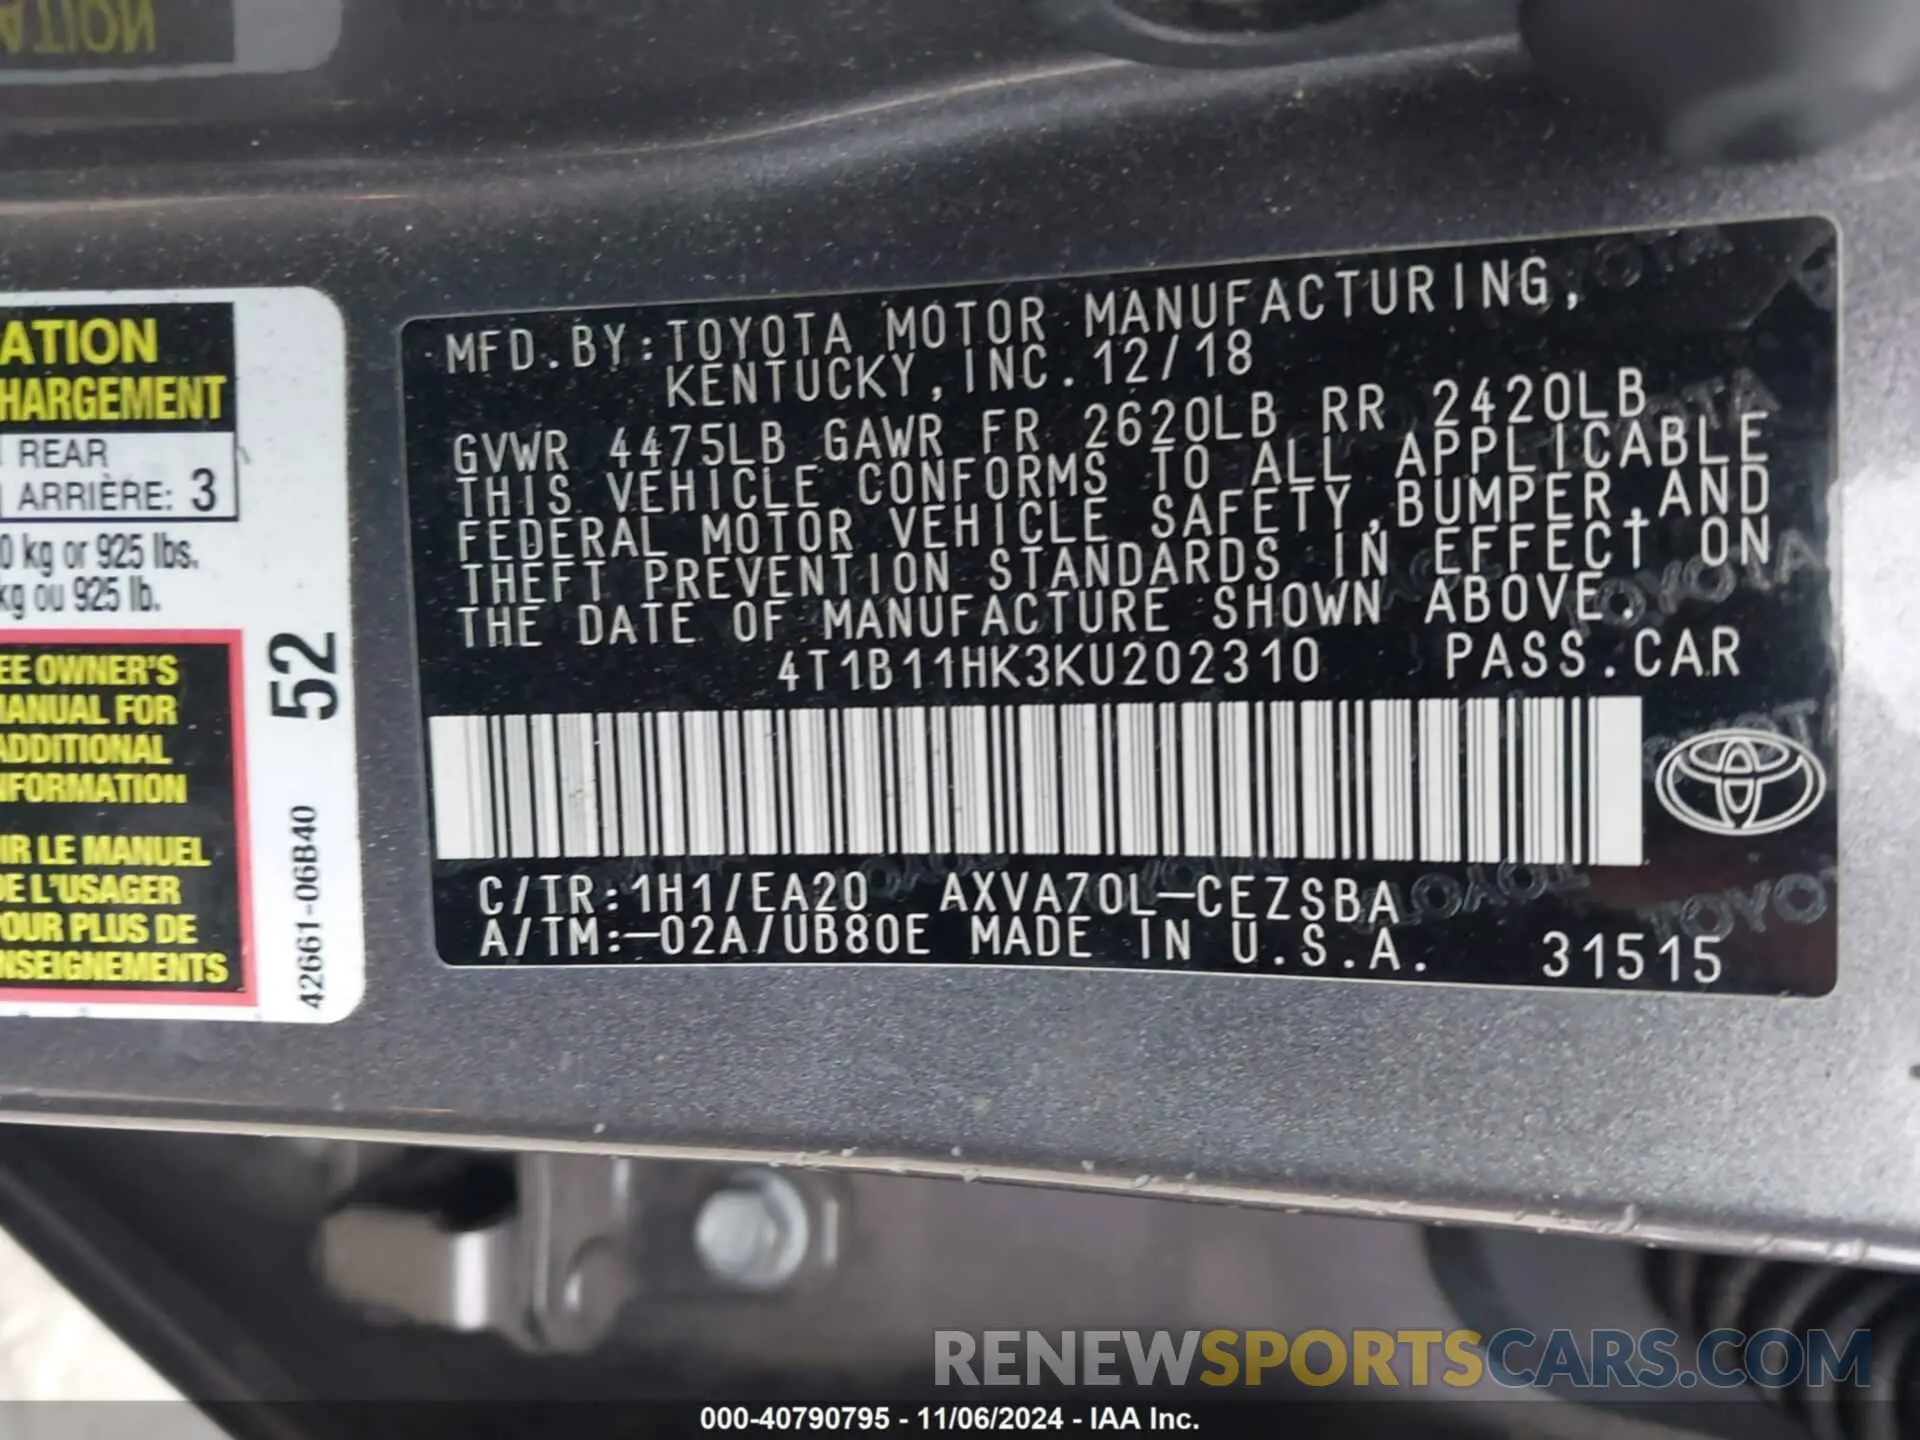 ATION
HARGEMENT
REAR
ARRIÈRE: 3
0 kg or 925 lbs.
kg ou 925 lb.
EE OWNER'S
MANUAL FOR
ADDITIONAL
NFORMATION
IR LE MANUEL
DE L'USAGER
POUR PLUS DE
NSEIGNEMENTS
52
42661-06B40
MFD.BY:TOYOTA MOTOR MANUFACTURING,
KENTUCKY,INC.12/18
GVWR 4475LB GAWR FR 2620LB RR 2420LB
THIS VEHICLE CONFORMS TO ALL APPLICABLE
FEDERAL MOTOR VEHICLE SAFETY,BUMPER,AND
THEFT PREVENTION STANDARDS IN EFFECT ON
THE DATE OF MANUFACTURE SHOWN ABOVE.
4T1B11HK3KU202310 PASS.CAR
C/TR:1H1/EA20 AXVA70L-CEZSBA
A/TM:-02A/UB80E MADE IN U.S.A. 31515
RENEWSPORTSCARS.COM
000-40790795 - 11/06/2024 - IAA Inc.